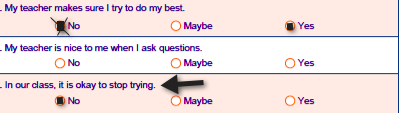 . My teacher makes sure I try to do my best.
No Maybe Yes
. My teacher is nice to me when I ask questions.
No Maybe Yes
. In our class, it is okay to stop trying.
No Maybe Yes